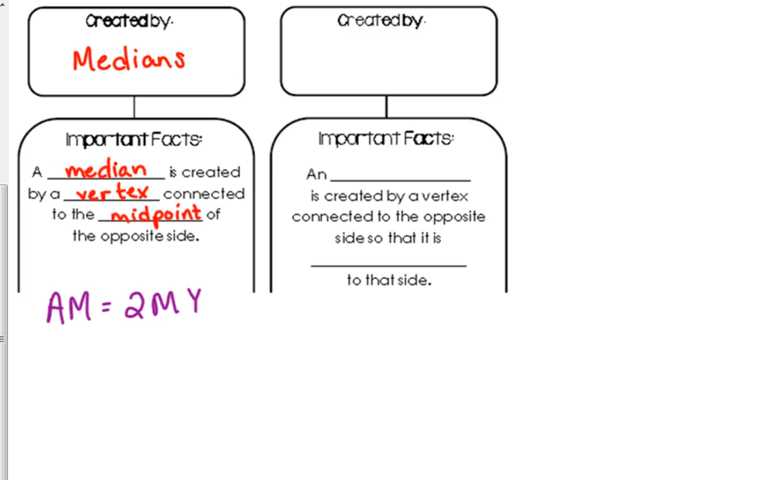 Created by:
Medians
Important Facts:
A median is created
by a vertex connected
to the midpoint of
the opposite side.
AM = 2MY
Created by:
Important Facts:
An
is created by a vertex
connected to the opposite
side so that it is
to that side.